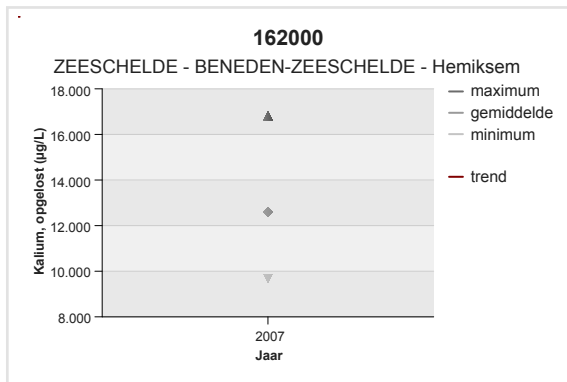 162000
ZEESCHELDE - BENEDEN-ZEESCHELDE - Hemiksem
Kalium, opgelost (µg/L)
18.000
16.000
14.000
12.000
10.000
8.000
2007
Jaar
maximum
gemiddelde
minimum
trend